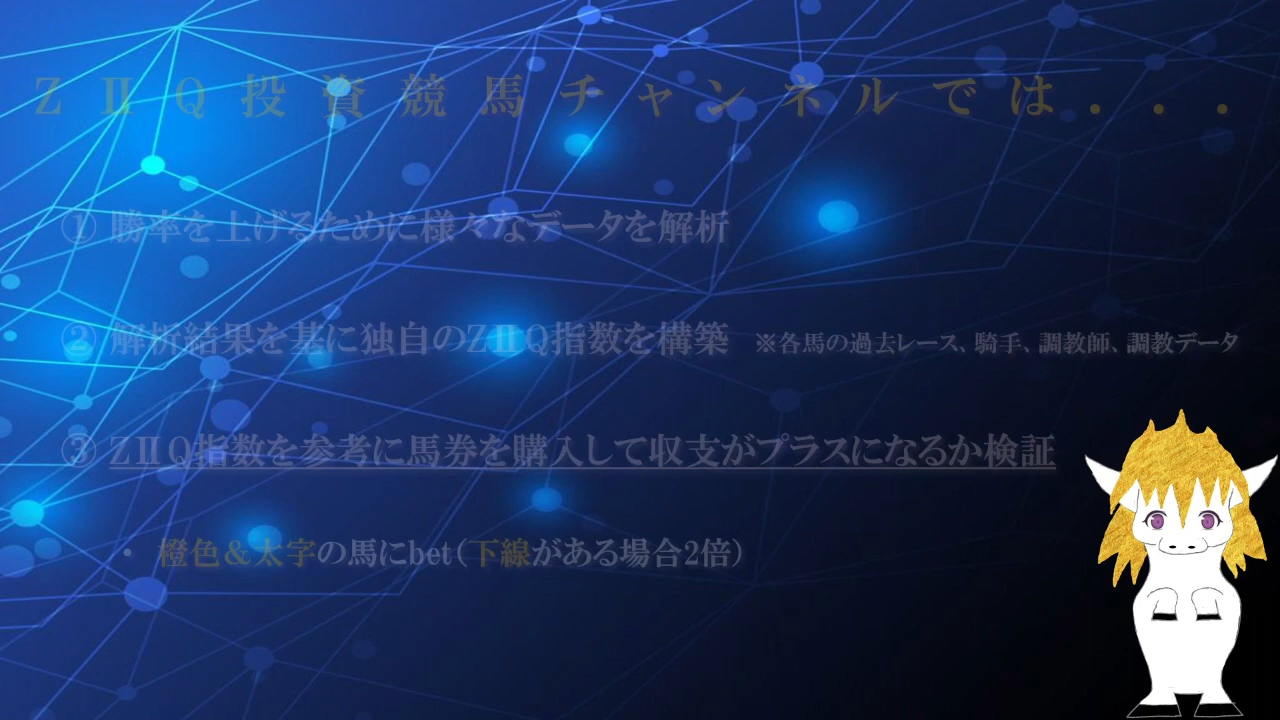 ZⅡQ投資競馬チャンネルでは...
① 勝率を上げるために様々なデータを解析
② 解析結果を基に独自のZⅡQ指数を構築 ※各馬の過去レース、騎手、調教師、調教データ
③ ZⅡQ指数を参考に馬券を購入して収支がプラスになるか検証
・ 橙色&太字の馬にbet(下線がある場合2倍)